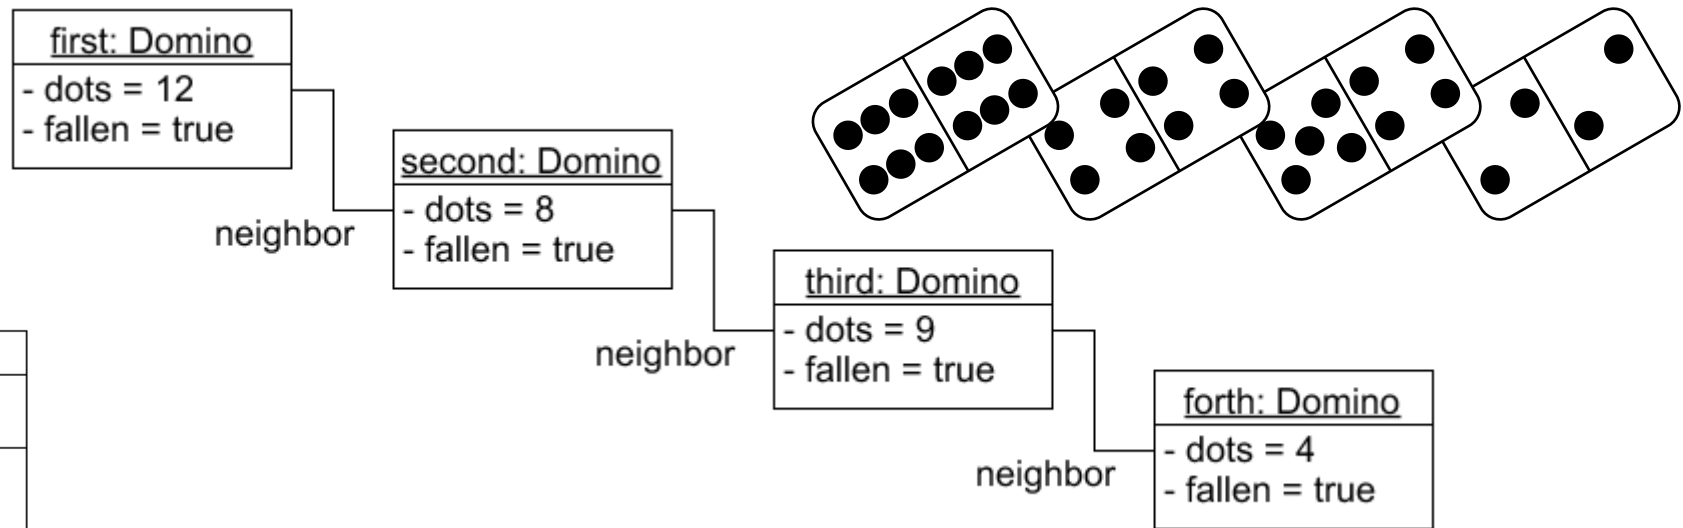 first: Domino
- dots = 12
- fallen = true
neighbor
second: Domino
- dots = 8
- fallen = true
neighbor
third: Domino
- dots = 9
- fallen = true
neighbor
forth: Domino
- dots = 4
- fallen = true